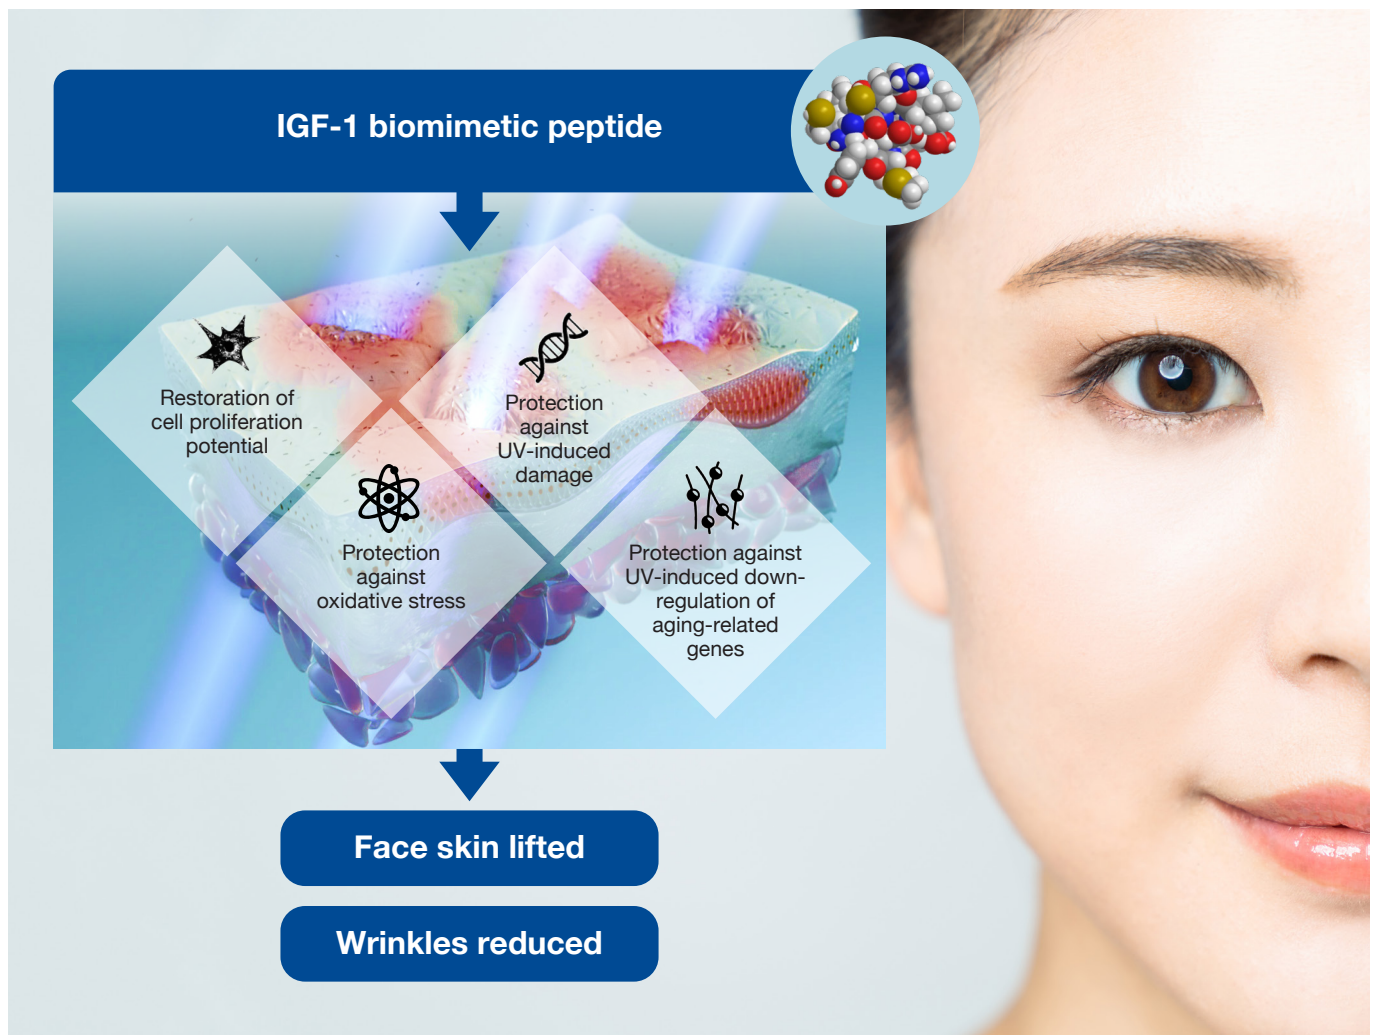 IGF-1 biomimetic peptide
Restoration of
cell proliferation
potential
Protection
against
UV-induced
damage
Protection
against
oxidative stress
Protection against
UV-induced down-
regulation of
aging-related
genes
Face skin lifted
Wrinkles reduced